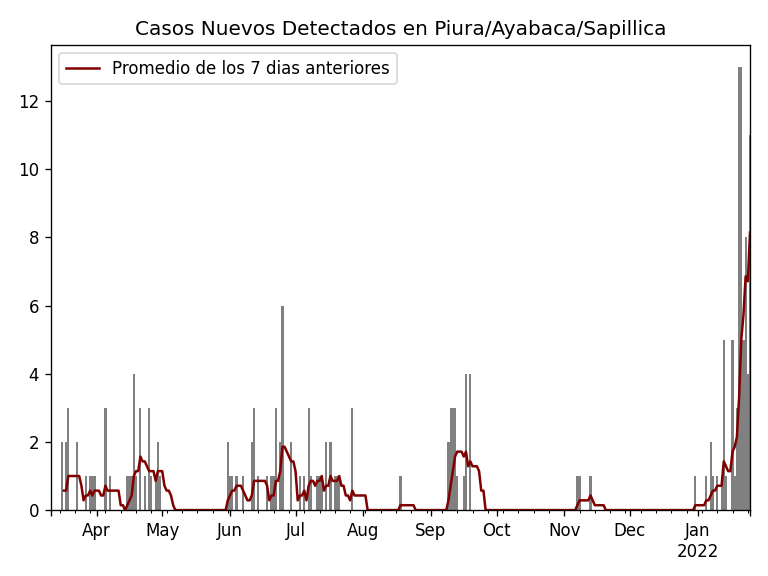 Casos Nuevos Detectados en Piura/Ayabaca/Sapillica
Promedio de los 7 dias anteriores
12
10
8
6
4
2
0
Apr May Jun Jul Aug Sep Oct Nov Dec Jan
2022